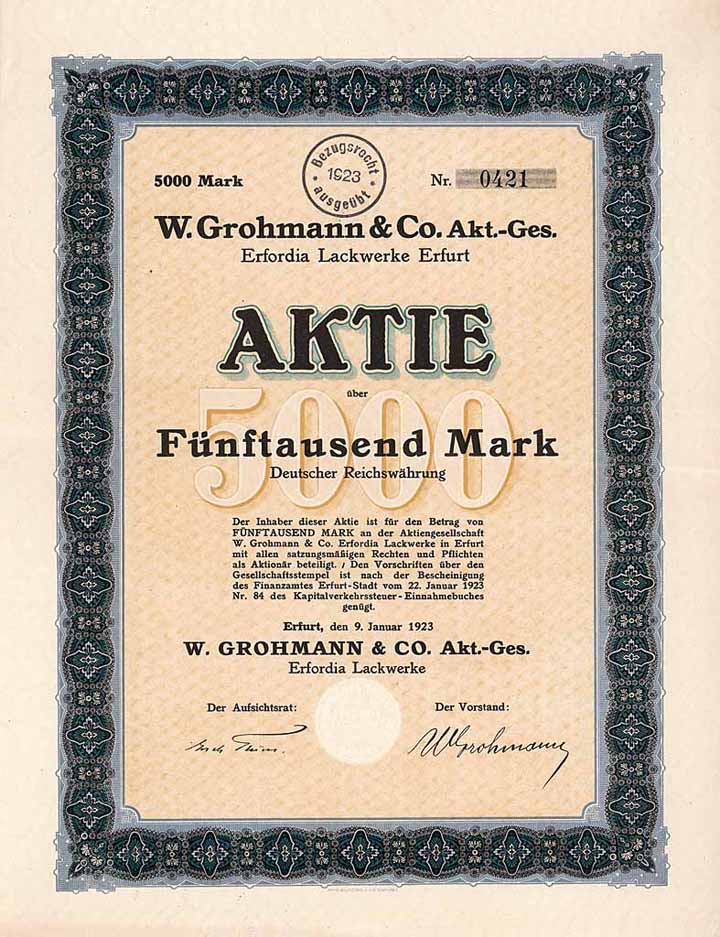 Bezugsrecht
1923
ausgeübt
5000 Mark
Nr. 0421
W. Grohmann & Co. Akt.-Ges.
Erfordia Lackwerke Erfurt
AKTIE
über
5000
Fünftausend Mark
Deutscher Reichswährung
Der Inhaber dieser Aktie ist für den Betrag von
FÜNFTAUSEND MARK an der Aktiengesellschaft
W. Grohmann & Co. Erfordia Lackwerke in Erfurt
mit allen satzungsmäßigen Rechten und Pflichten
als Aktionär beteiligt. / Den Vorschriften über den
Gesellschaftsstempel ist nach der Bescheinigung
des Finanzamtes Erfurt-Stadt vom 22. Januar 1923
Nr. 84 des Kapitalverkehrssteuer-Einnahmebuches
genügt.
Erfurt, den 9. Januar 1923
W. GROHMANN & CO. Akt.-Ges.
Erfordia Lackwerke
Der Aufsichtsrat:
Der Vorstand:
WGrohmann